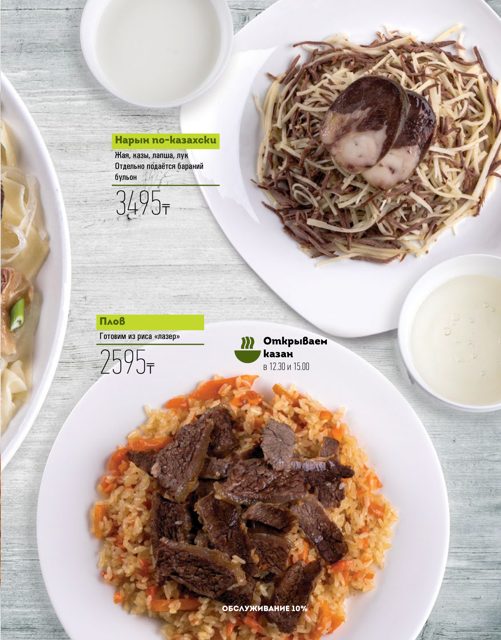 Нарын по-казахски
Жая, казы, лапша, лук
Отдельно подаётся бараний
бульон
3495₸
Плов
Готовим из риса «лазер»
2595₸
Открываем
казан
в 12.30 и 15.00
ОБСЛУЖИВАНИЕ 10%